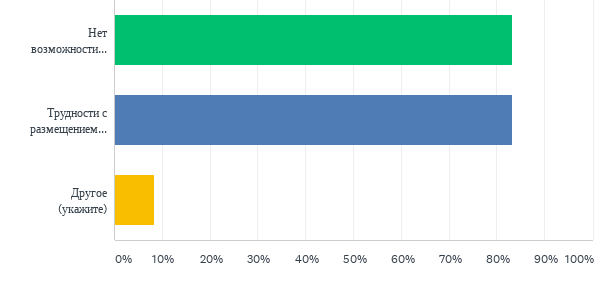 Нет
возможности...
Трудности с
размещением...
Другое
(укажите)
0% 10% 20% 30% 40% 50% 60% 70% 80% 90% 100%